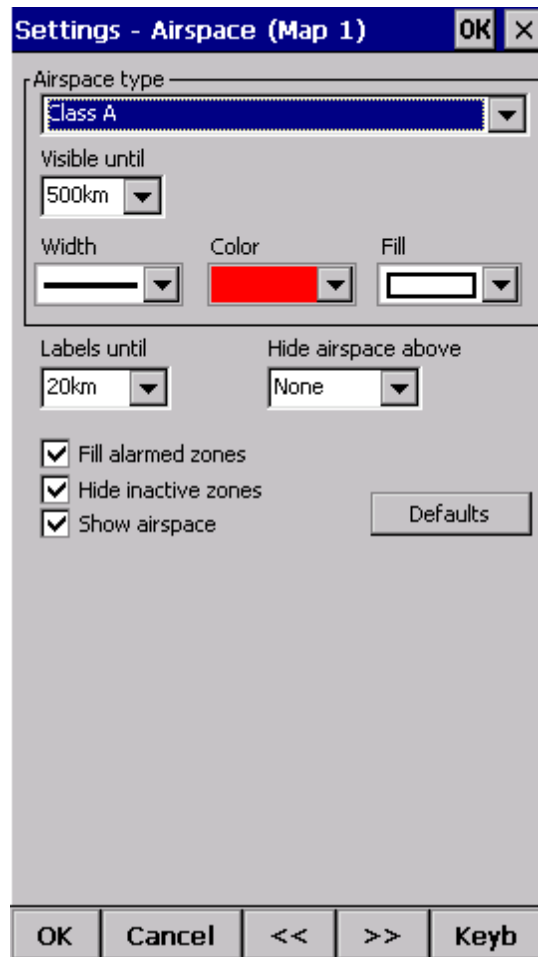 Settings - Airspace (Map 1) OK ×
Airspace type
Class A
Visible until
500km
Width Color Fill
Labels until Hide airspace above
20km None
Fill alarmed zones
Hide inactive zones
Show airspace
Defaults
OK Cancel << >> Keyb